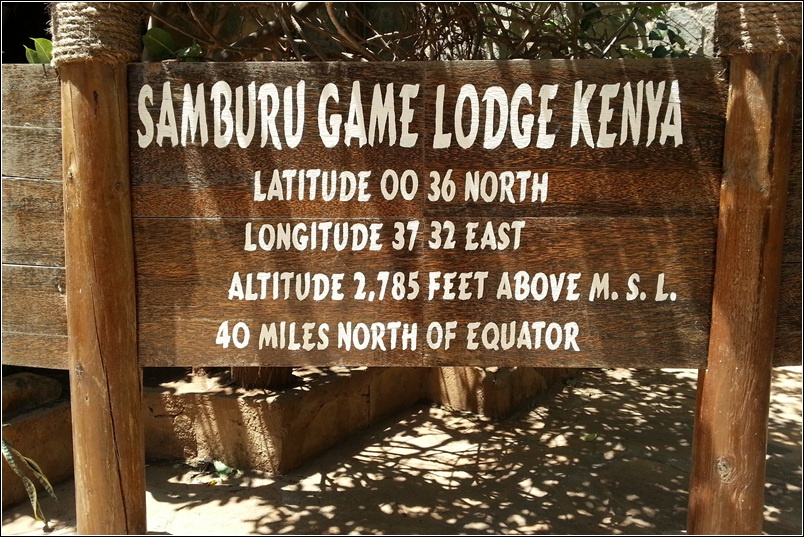 SAMBURU GAME LODGE KENYA
LATITUDE 00 36 NORTH
LONGITUDE 37 32 EAST
ALTITUDE 2,785 FEET ABOVE M. S. L.
40 MILES NORTH OF EQUATOR